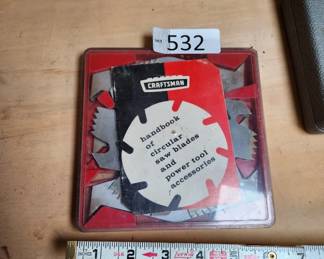 532
CRAFTSMAN
handbook
of
circular
saw blades
and
power tool
accessories
1
2
3
4
5
6
7